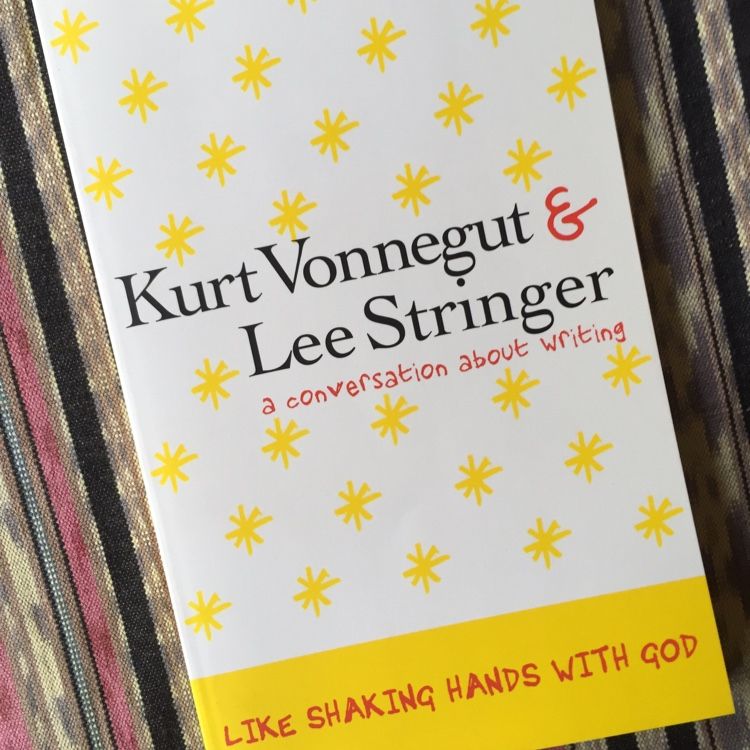 Kurt Vonnegut &
Lee Stringer
a conversation about writing
LIKE SHAKING HANDS WITH GOD